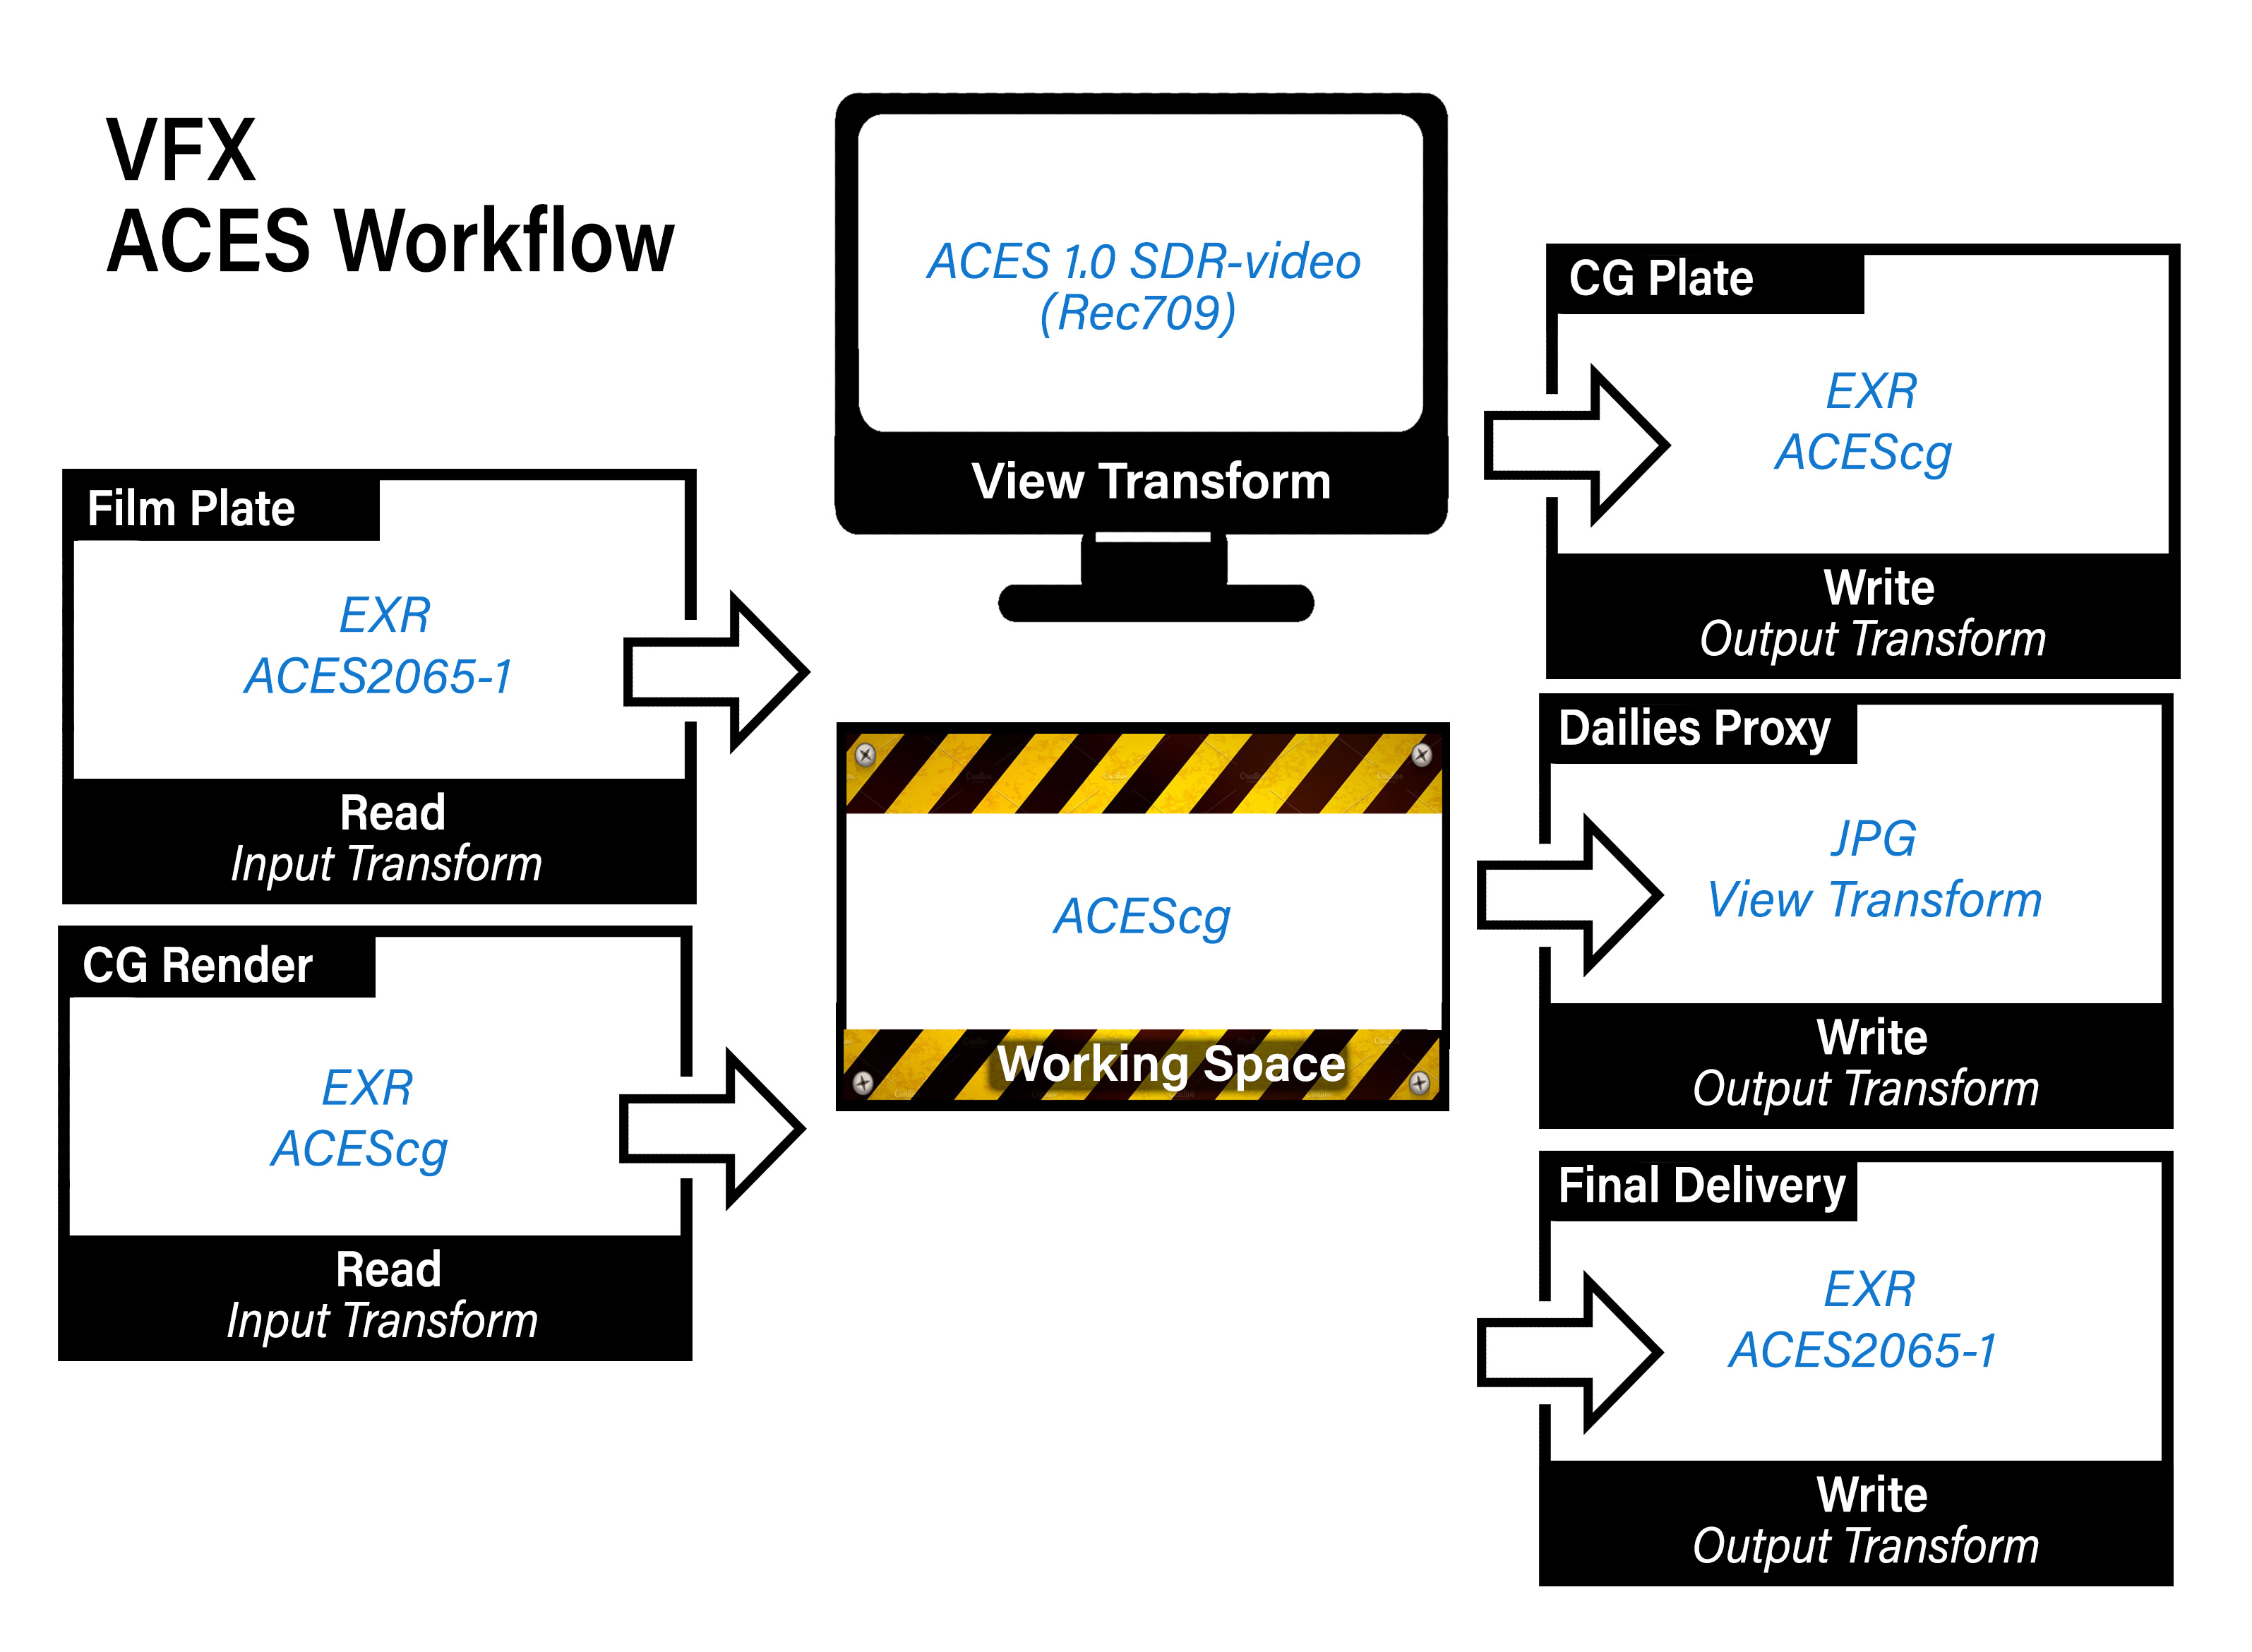 VFX
ACES Workflow
ACES 1.0 SDR-video
(Rec709)
View Transform
Film Plate
EXR
ACES2065-1
Read
Input Transform
CG Render
EXR
ACEScg
Read
Input Transform
ACEScg
Working Space
CG Plate
EXR
ACEScg
Write
Output Transform
Dailies Proxy
JPG
View Transform
Write
Output Transform
Final Delivery
EXR
ACES2065-1
Write
Output Transform